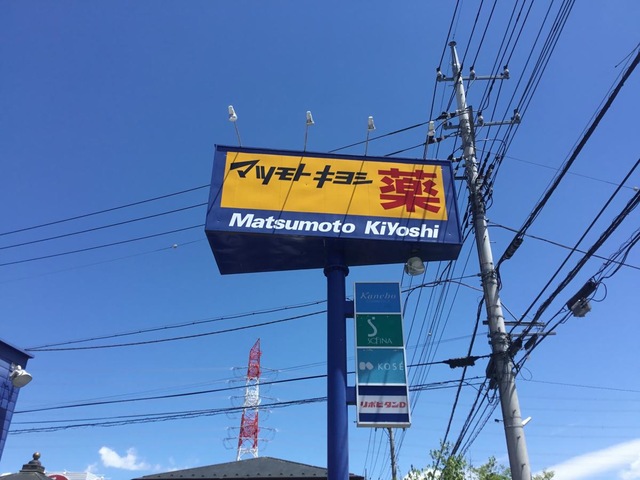 マツモトキヨシ 薬
Matsumoto KiYoshi
Kanebo
SOFINA
KOSÉ
リポビタンD